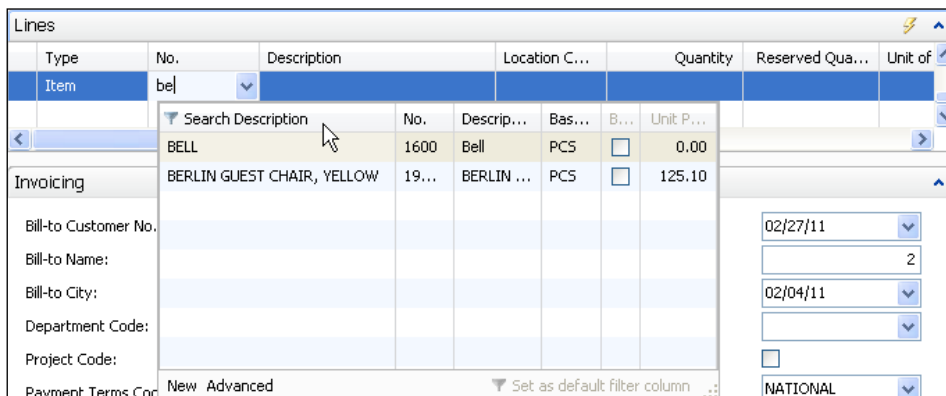 Lines
Type No. Description Location C... Quantity Reserved Qua... Unit of
Item be
Search Description No. Descrip... Bas... B... Unit P...
BELL 1600 Bell PCS 0.00
BERLIN GUEST CHAIR, YELLOW 19... BERLIN ... PCS 125.10
Invoicing
Bill-to Customer No. 02/27/11
Bill-to Name: 2
Bill-to City: 02/04/11
Department Code:
Project Code:
Payment Terms Cod NATIONAL
New Advanced Set as default filter column